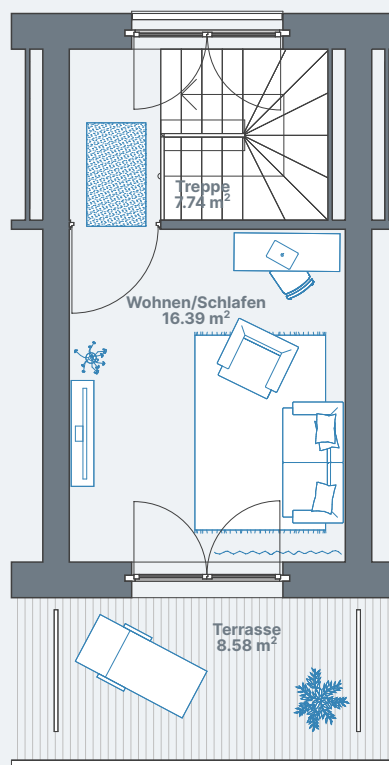 Treppe
7.74 m²
Wohnen/Schlafen
16.39 m²
Terrasse
8.58 m²